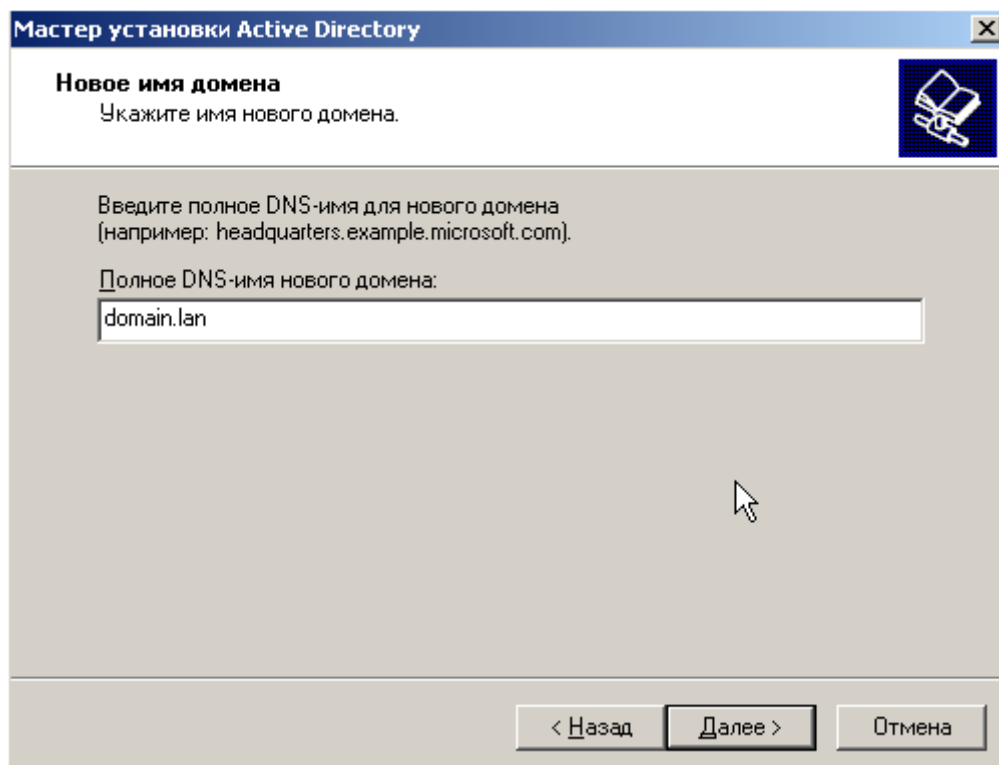 Мастер установки Active Directory
Новое имя домена
Укажите имя нового домена.
Введите полное DNS-имя для нового домена
(например: headquarters.example.microsoft.com).
Полное DNS-имя нового домена:
domain.lan
< Назад
Далее >
Отмена